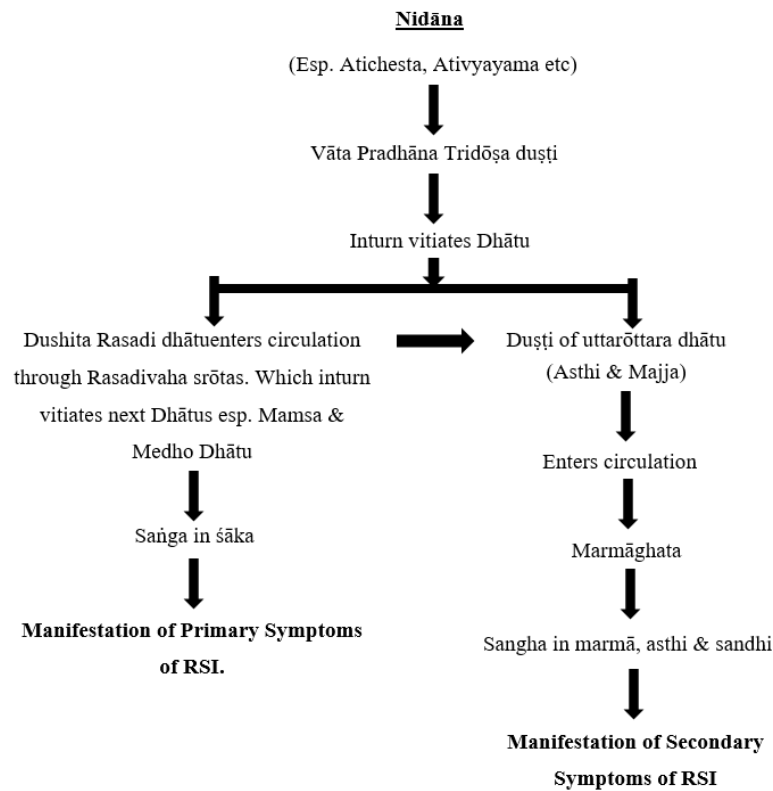 Nidāna
(Esp. Atichesta, Ativyayama etc)
Vāta Pradhāna Tridōṣa duṣṭi
Inturn vitiates Dhātu
Dushita Rasadi dhātuenters circulation
through Rasadivaha srōtas. Which inturn
vitiates next Dhātus esp. Mamsa &
Medho Dhātu
Saṅga in śāka
Manifestation of Primary Symptoms
of RSI.
Duṣṭi of uttarōttara dhātu
(Asthi & Majja)
Enters circulation
Marmāghata
Sangha in marmā, asthi & sandhi
Manifestation of Secondary
Symptoms of RSI